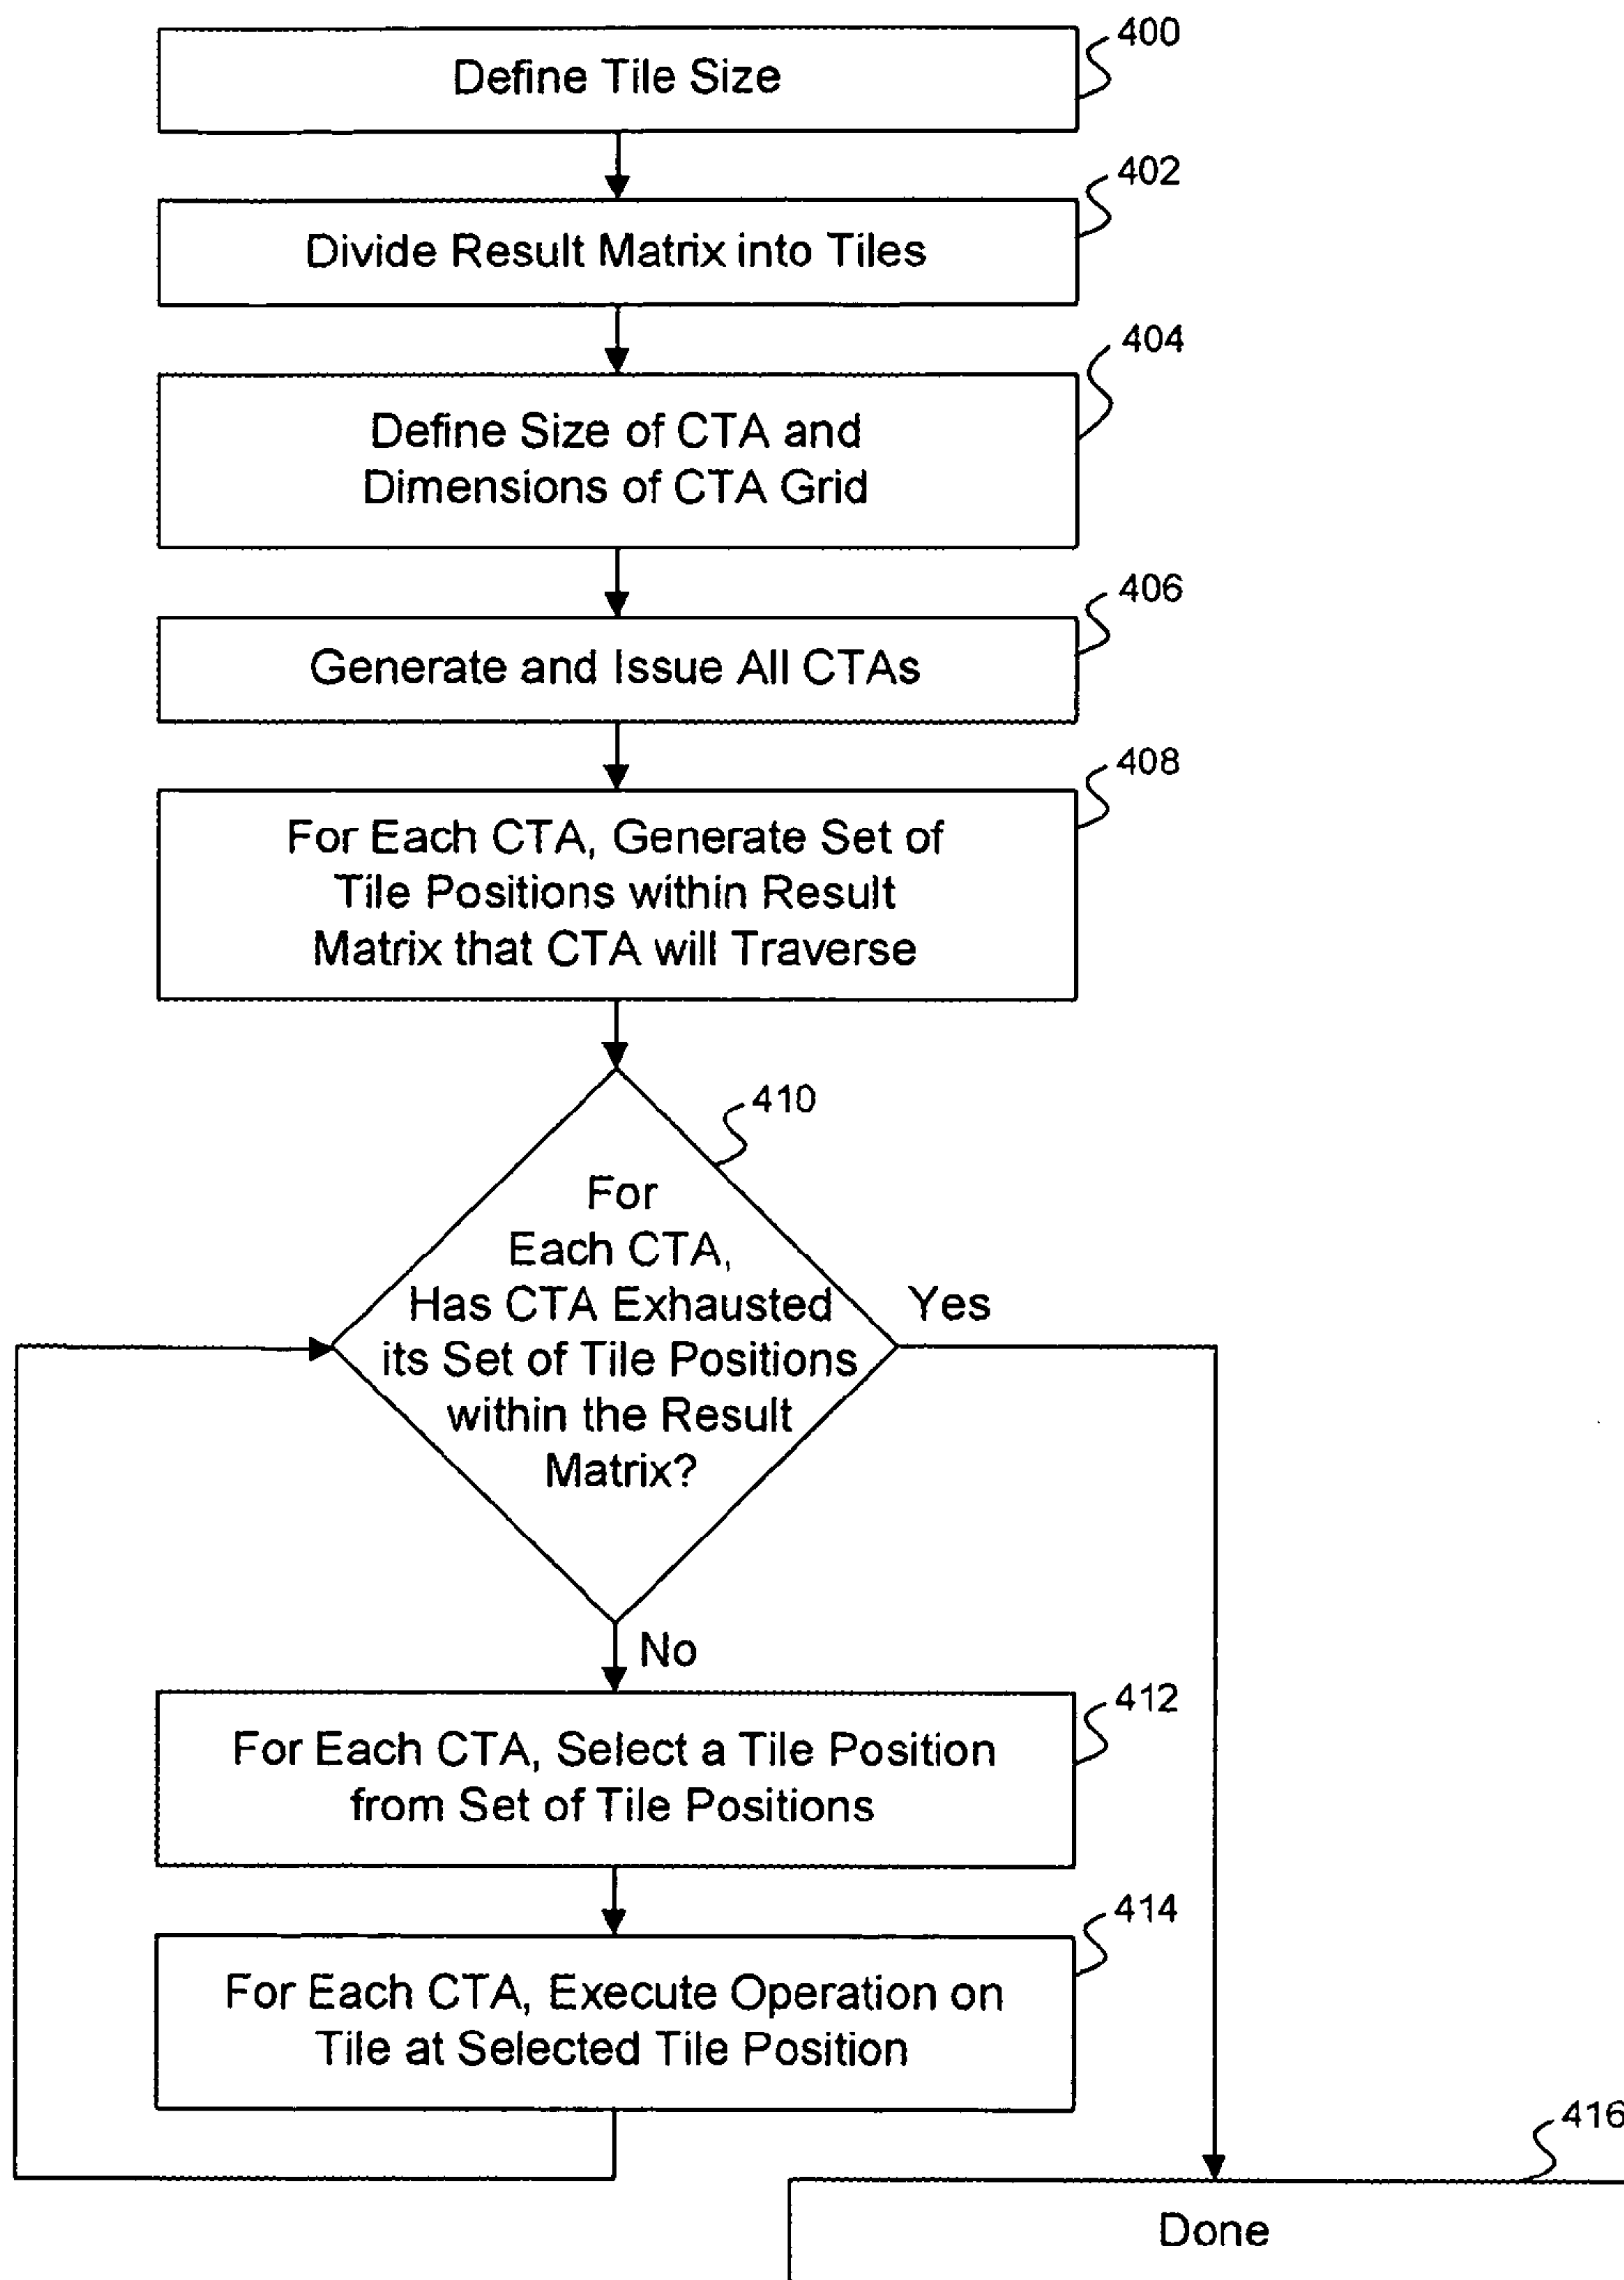 400
Define Tile Size
402
Divide Result Matrix into Tiles
404
Define Size of CTA and
Dimensions of CTA Grid
406
Generate and Issue All CTAs
408
For Each CTA, Generate Set of
Tile Positions within Result
Matrix that CTA will Traverse
410
For
Each CTA,
Has CTA Exhausted
its Set of Tile Positions
within the Result
Matrix?
Yes
No
412
For Each CTA, Select a Tile Position
from Set of Tile Positions
414
For Each CTA, Execute Operation on
Tile at Selected Tile Position
416
Done